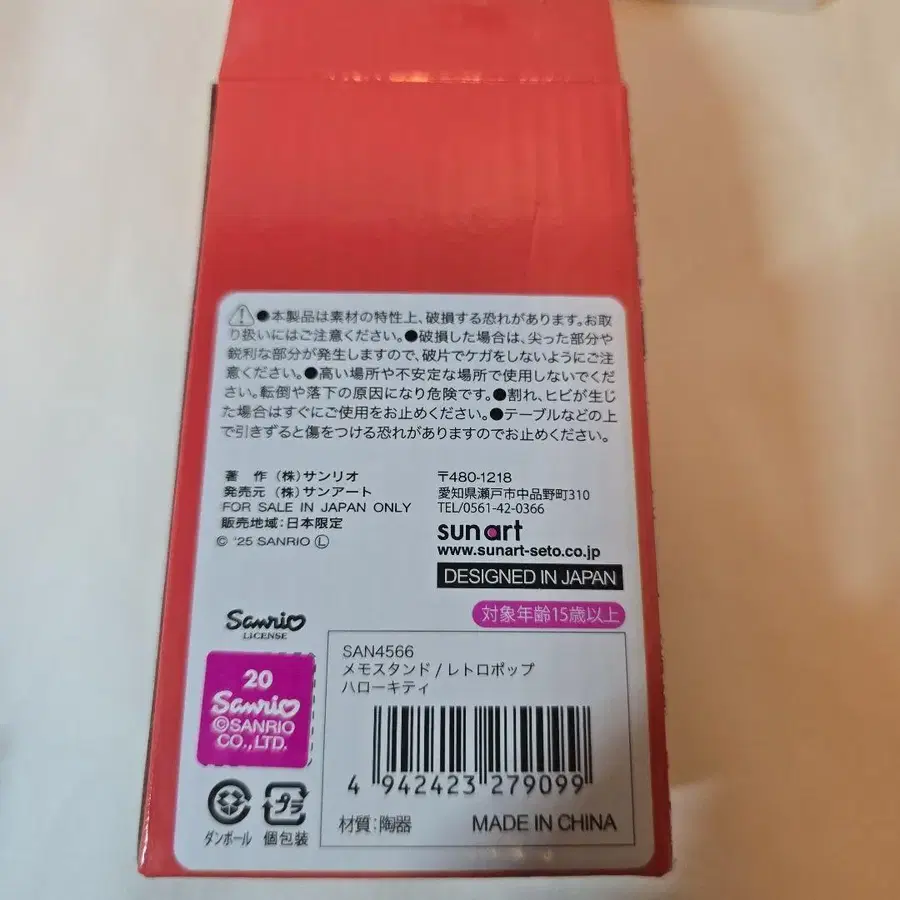 ●本製品は素材の特性上、破損する恐れがあります。お取
り扱いにはご注意ください。●破損した場合は、尖った部分や
鋭利な部分が発生しますので、破片でケガをしないようにご注
意ください。●高い場所や不安定な場所で使用しないでくだ
さい。転倒や落下の原因になり危険です。●割れ、ヒビが生じ
た場合はすぐにご使用をお止めください。●テーブルなどの上
で引きずると傷をつける恐れがありますのでお止めください。
著 作 (株)サンリオ
発売元 (株)サンアート
FOR SALE IN JAPAN ONLY
販売地域:日本限定
© '25 SANRIO Ⓛ
〒480-1218
愛知県瀬戸市中品野町310
TEL/0561-42-0366
sunart
www.sunart-seto.co.jp
DESIGNED IN JAPAN
対象年齢15歳以上
Sanrio
LICENSE
20
Sanrio
©SANRIO
CO.,LTD.
ダンボール
プラ
個包装
SAN4566
メモスタンド/レトロポップ
ハローキティ
4 942423 279099
材質:陶器 MADE IN CHINA